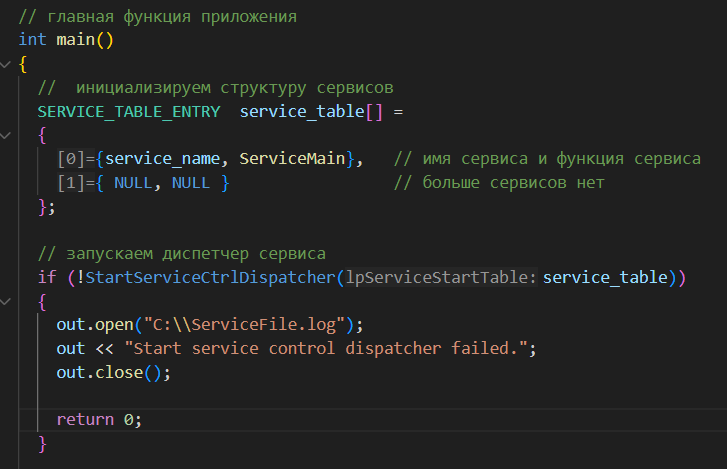 // главная функция приложения
int main()
{
// инициализируем структуру сервисов
SERVICE_TABLE_ENTRY service_table[] =
{
[0]={service_name, ServiceMain}, // имя сервиса и функция сервиса
[1]={ NULL, NULL } // больше сервисов нет
};
// запускаем диспетчер сервиса
if (!StartServiceCtrlDispatcher(lpServiceStartTable: service_table))
{
out.open("C:\\ServiceFile.log");
out << "Start service control dispatcher failed.";
out.close();
return 0;
}